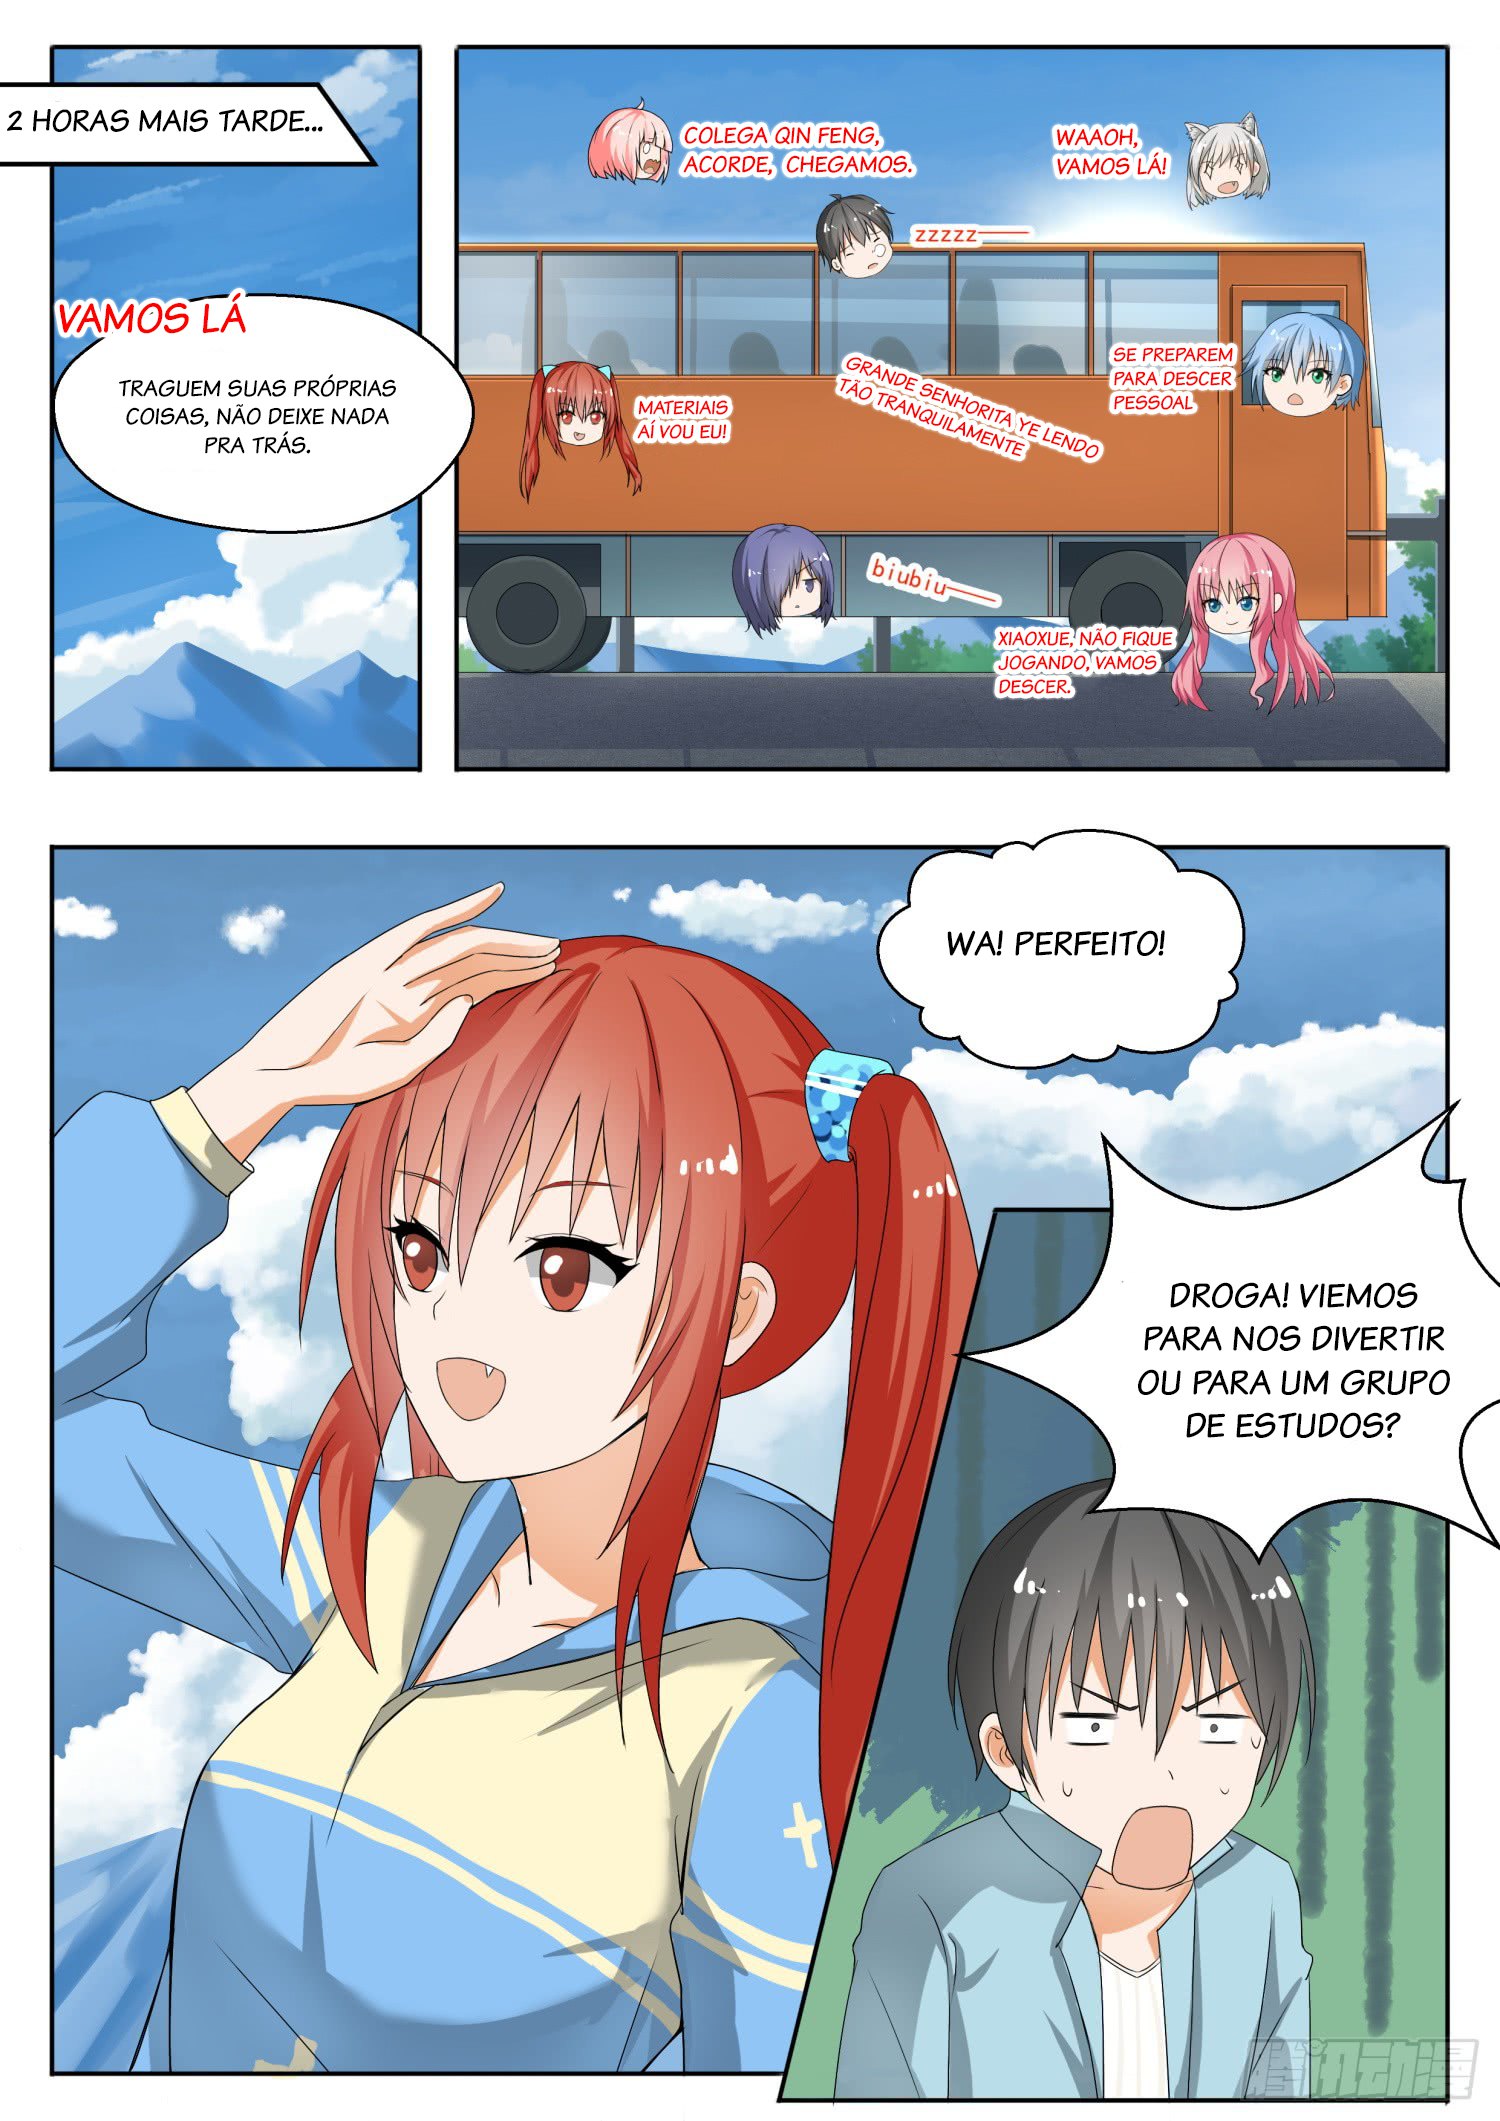 2 HORAS MAIS TARDE...
VAMOS LÁ
TRAGUEM SUAS PRÓPRIAS
COISAS, NÃO DEIXE NADA
PRA TRÁS.
COLEGA QIN FENG,
ACORDE, CHEGAMOS.
WAAOH,
VAMOS LÁ!
zzzzz——
MATERIAIS
AÍ VOU EU!
GRANDE SENHORITA YE LENDO
TÃO TRANQUILAMENTE
SE PREPAREM
PARA DESCER
PESSOAL
biubiu——
XIAOXUE, NÃO FIQUE
JOGANDO, VAMOS
DESCER.
WA! PERFEITO!
DROGA! VIEMOS
PARA NOS DIVERTIR
OU PARA UM GRUPO
DE ESTUDOS?
腾讯动漫